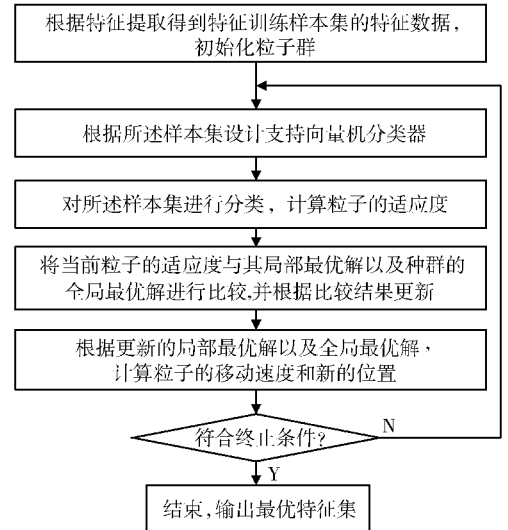 根据特征提取得到特征训练样本集的特征数据，
初始化粒子群
根据所述样本集设计支持向量机分类器
对所述样本集进行分类，计算粒子的适应度
将当前粒子的适应度与其局部最优解以及种群的
全局最优解进行比较,并根据比较结果更新
根据更新的局部最优解以及全局最优解，
计算粒子的移动速度和新的位置
符合终止条件?
N
Y
结束,输出最优特征集